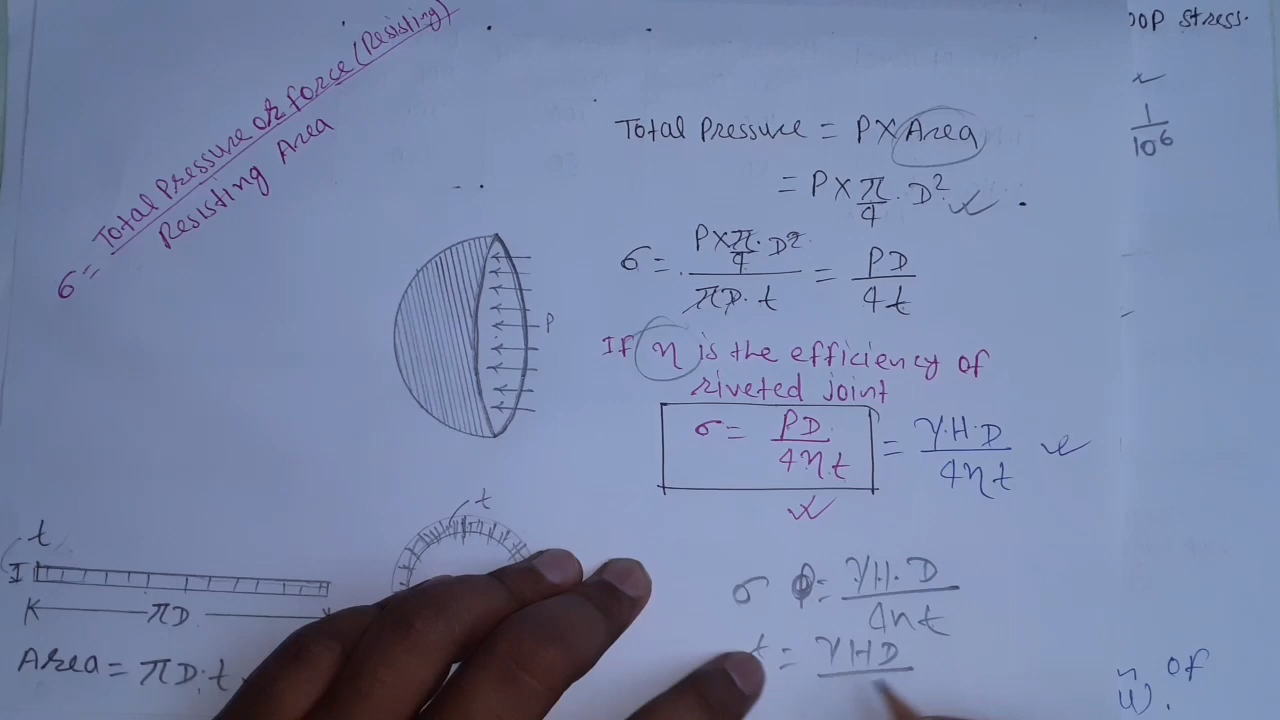 σ = Total Pressure or force (Resisting)
Resisting Area
OOP stress.
1
10⁶
Total Pressure = P × Area
= P × π/4 · D²
σ = P × π/4 · D² / πD · t = PD / 4t
P
If η is the efficiency of
riveted joint
σ = PD / 4ηt = γ·H·D / 4ηt
t
t
πD
Area = πD·t
σ = γH·D / 4ηt
t = γHD
of